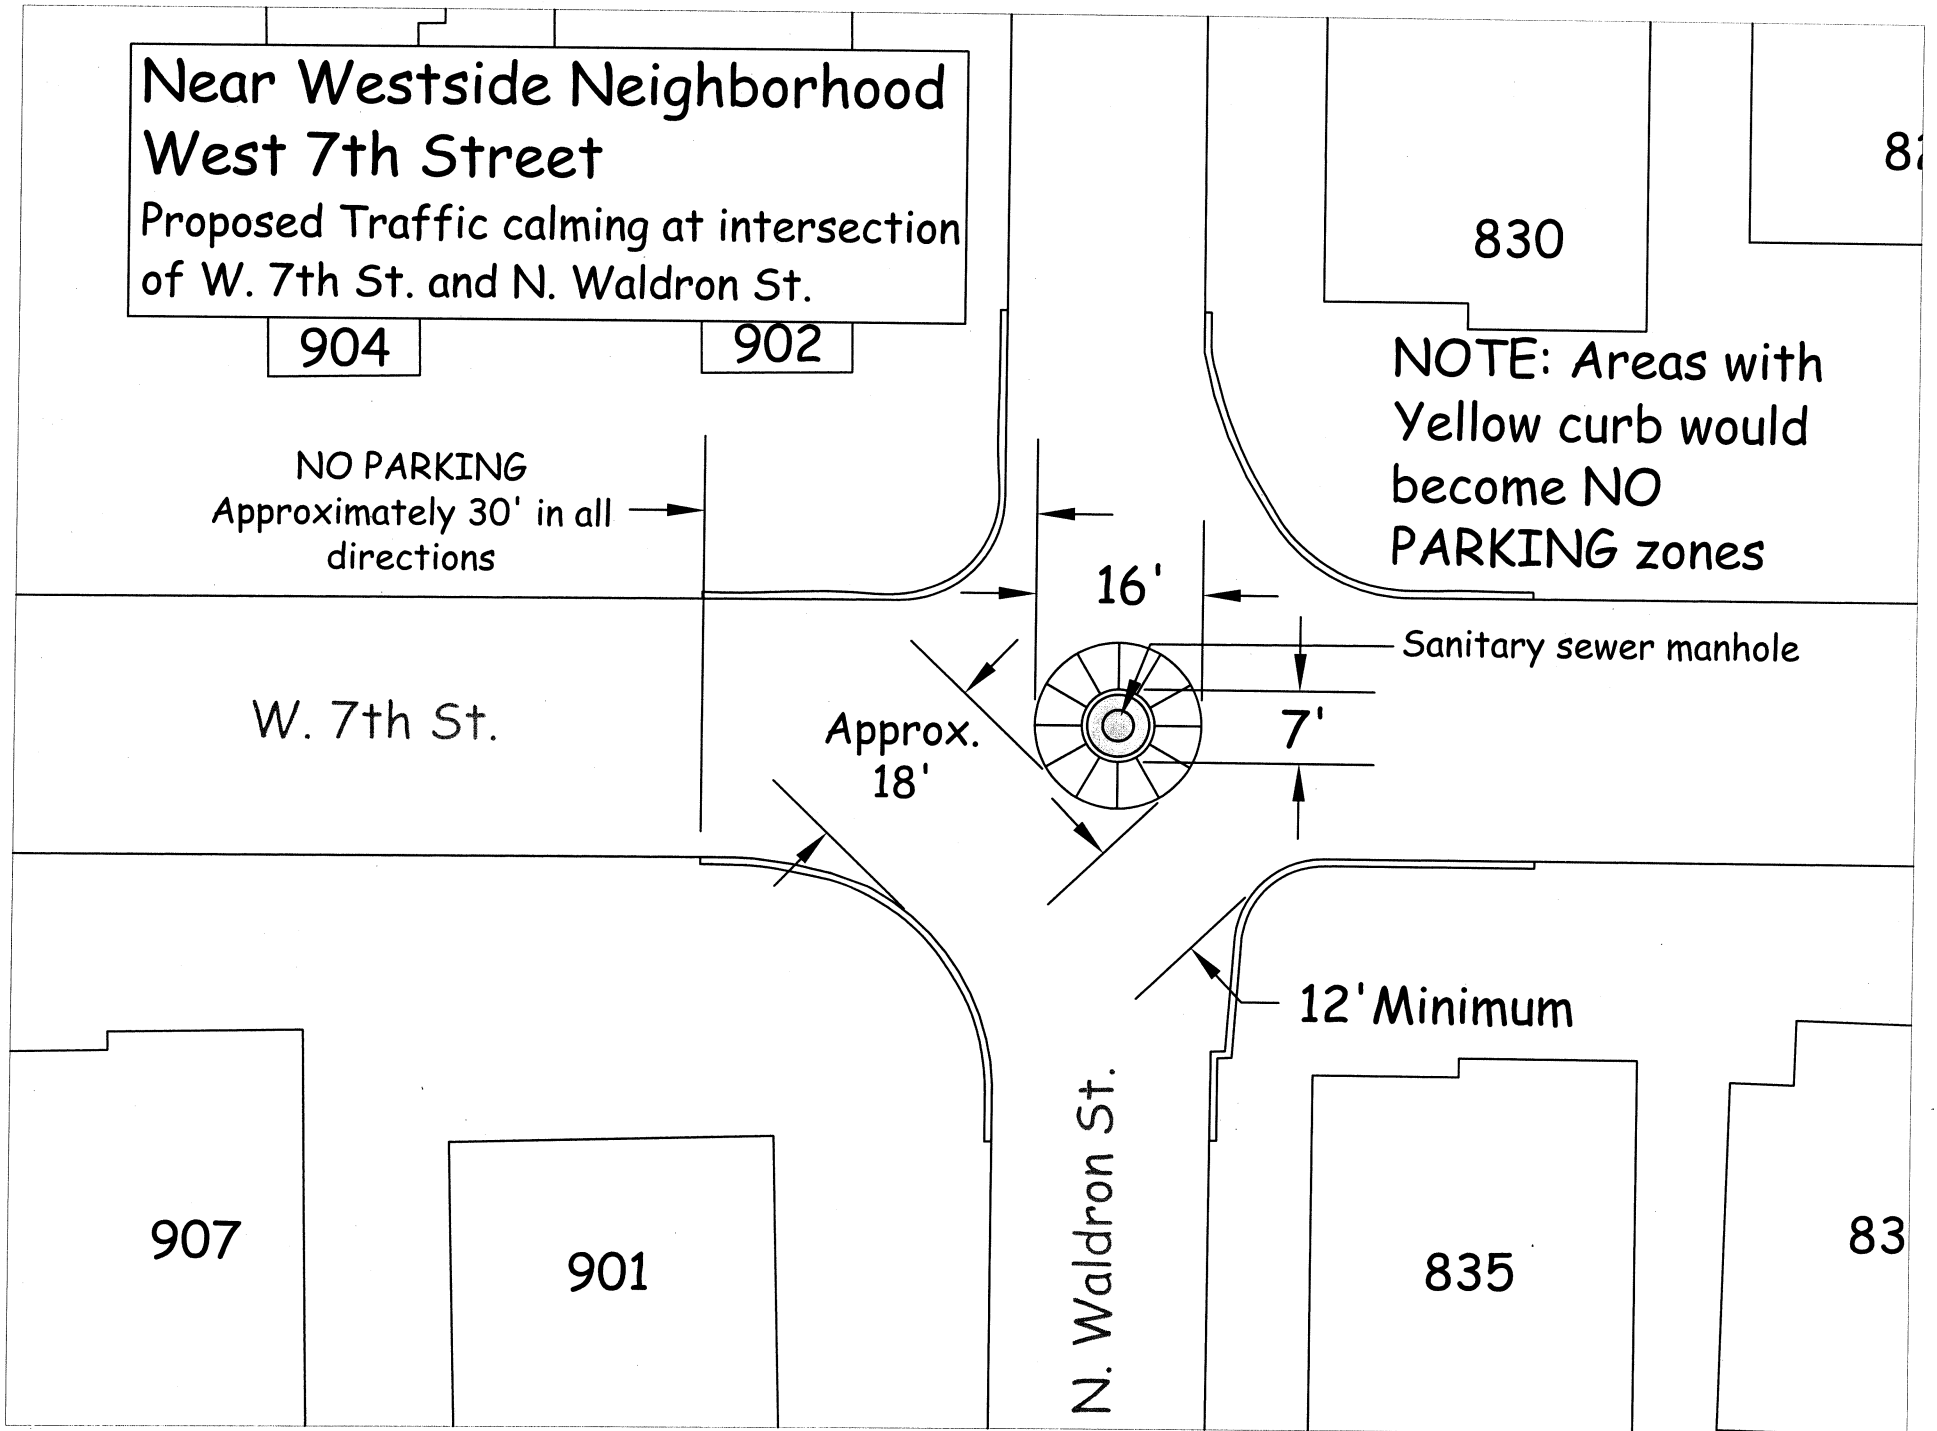 Near Westside Neighborhood
West 7th Street
Proposed Traffic calming at intersection
of W. 7th St. and N. Waldron St.
830
904
902
NOTE: Areas with
Yellow curb would
become NO
PARKING zones
NO PARKING
Approximately 30' in all
directions
16'
Sanitary sewer manhole
W. 7th St.
Approx.
18'
7'
12' Minimum
N. Waldron St.
907
901
835
83